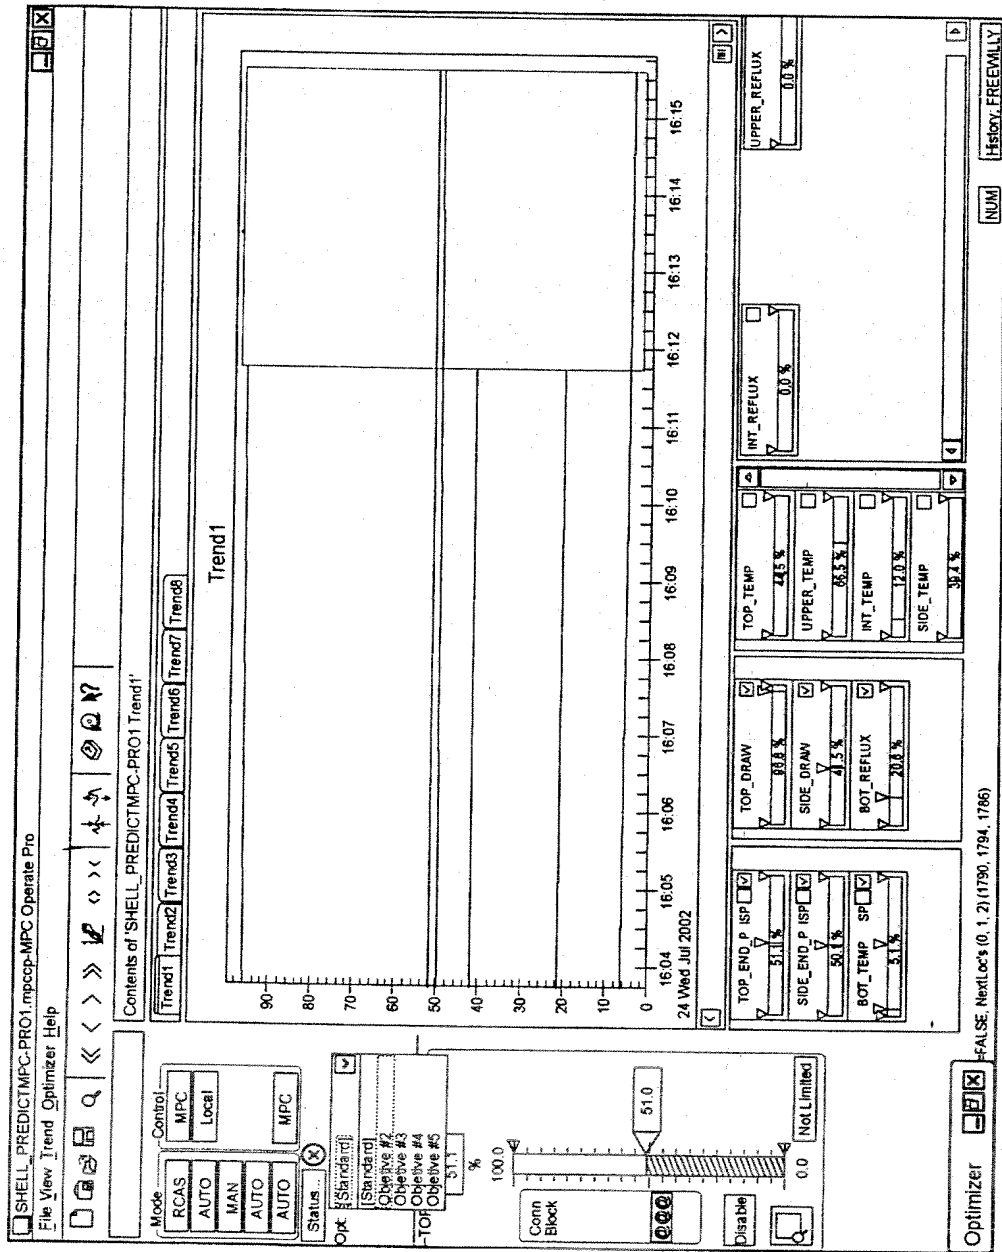 SHELL_PREDICTMPC-PRO1.mpccp-MPC Operate Pro
File View Trend Optimizer Help
Contents of 'SHELL_PREDICTMPC-PRO1 Trend1'
Mode
RCAS
AUTO
MAN
AUTO
AUTO
Control
MPC
Local
MPC
Status...
Opt:
[Standard]
[Standard]
Objetive #2
Objetive #3
Objetive #4
Objetive #5
TOP
51.1
%
100.0
51.0
0.0
Conn
Block
@@@
Disable
Not Limited
Trend1 Trend2 Trend3 Trend4 Trend5 Trend6 Trend7 Trend8
Trend1
90
80
70
60
50
40
30
20
10
0
16:04 16:05 16:06 16:07 16:08 16:09 16:10 16:11 16:12 16:13 16:14 16:15
24 Wed Jul 2002
TOP_END_P ISP
51.1 %
SIDE_END_P ISP
50.1 %
BOT_TEMP SP
5.1 %
TOP_DRAW
96.8 %
SIDE_DRAW
41.5 %
BOT_REFLUX
20.8 %
TOP_TEMP
44.5 %
UPPER_TEMP
66.5 %
INT_TEMP
12.0 %
SIDE_TEMP
39.4 %
INT_REFLUX
0.0 %
UPPER_REFLUX
0.0 %
Optimizer
=FALSE, NextLoc's (0, 1, 2) (1790, 1794, 1786)
NUM
History, FREEWILLY